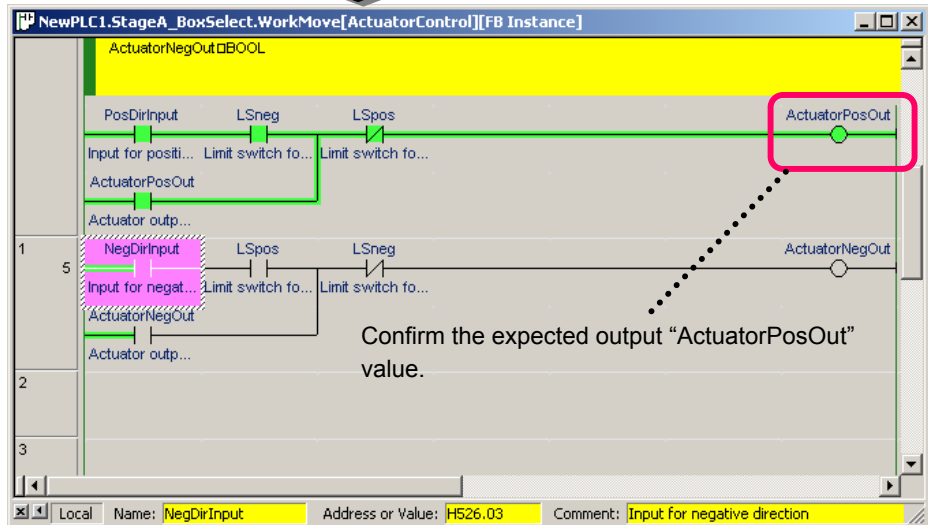 NewPLC1.StageA_BoxSelect.WorkMove[ActuatorControl][FB Instance]
ActuatorNegOut□BOOL
PosDirInput LSneg LSpos ActuatorPosOut
Input for positi... Limit switch fo... Limit switch fo...
ActuatorPosOut
Actuator outp...
1
5
NegDirInput LSpos LSneg ActuatorNegOut
Input for negat... Limit switch fo... Limit switch fo...
ActuatorNegOut
Actuator outp...
Confirm the expected output “ActuatorPosOut”
value.
2
3
Local Name: NegDirInput Address or Value: H526.03 Comment: Input for negative direction